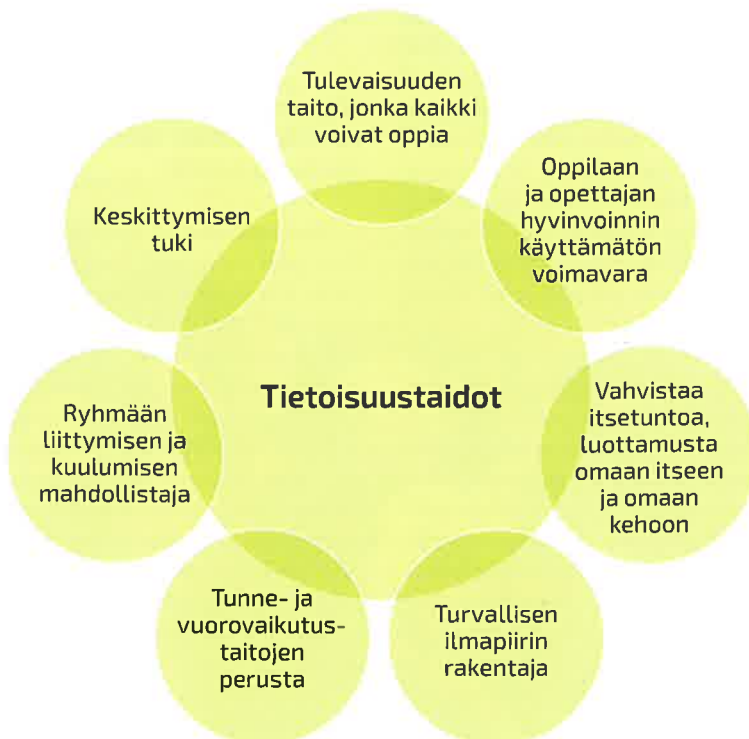 Tulevaisuuden
taito, jonka kaikki
voivat oppia
Oppilaan
ja opettajan
hyvinvoinnin
käyttämätön
voimavara
Keskittymisen
tuki
Tietoisuustaidot
Vahvistaa
itsetuntoa,
luottamusta
omaan itseen
ja omaan
kehoon
Ryhmään
liittymisen ja
kuulumisen
mahdollistaja
Tunne- ja
vuorovaikutus-
taitojen
perusta
Turvallisen
ilmapiirin
rakentaja